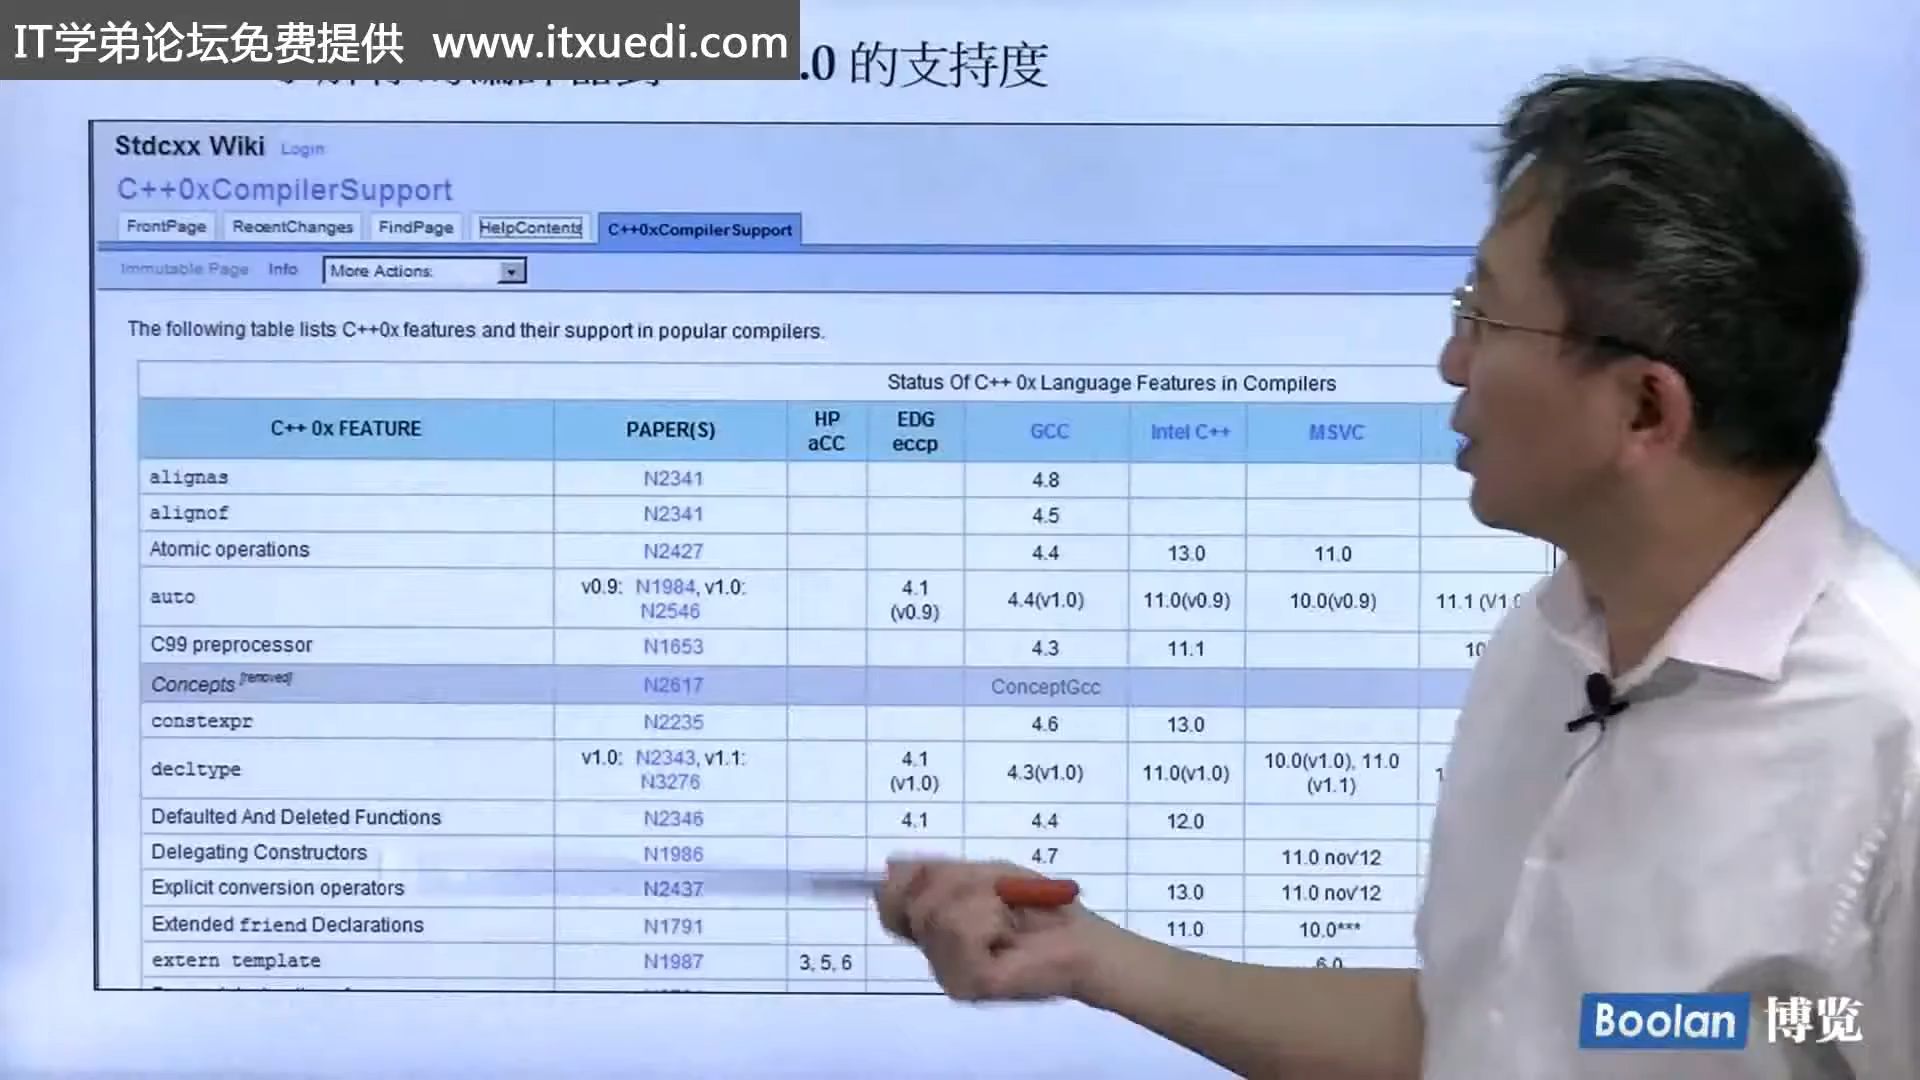 IT学弟论坛免费提供 www.itxuedi.com
.0 的支持度
Stdcxx Wiki Login
C++0xCompilerSupport
FrontPage RecentChanges FindPage HelpContents C++0xCompilerSupport
Immutable Page Info More Actions:
The following table lists C++0x features and their support in popular compilers.
Status Of C++ 0x Language Features in Compilers
C++ 0x FEATURE PAPER(S) HP aCC EDG eccp GCC Intel C++ MSVC
alignas N2341 4.8
alignof N2341 4.5
Atomic operations N2427 4.4 13.0 11.0
auto v0.9: N1984, v1.0: N2546 4.1 (v0.9) 4.4(v1.0) 11.0(v0.9) 10.0(v0.9) 11.1 (V1.0
C99 preprocessor N1653 4.3 11.1 10
Concepts [removed] N2617 ConceptGcc
constexpr N2235 4.6 13.0
decltype v1.0: N2343, v1.1: N3276 4.1 (v1.0) 4.3(v1.0) 11.0(v1.0) 10.0(v1.0), 11.0 (v1.1) 1
Defaulted And Deleted Functions N2346 4.1 4.4 12.0
Delegating Constructors N1986 4.7 11.0 nov'12
Explicit conversion operators N2437 13.0 11.0 nov'12
Extended friend Declarations N1791 11.0 10.0***
extern template N1987 3, 5, 6 6.0
Boolan 博览